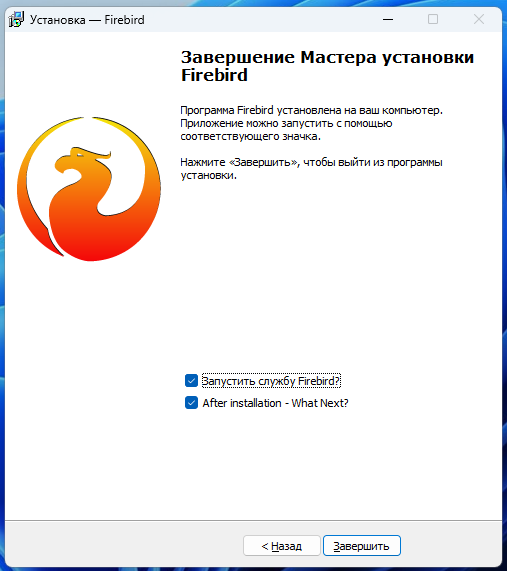 Установка — Firebird
Завершение Мастера установки
Firebird
Программа Firebird установлена на ваш компьютер.
Приложение можно запустить с помощью
соответствующего значка.
Нажмите «Завершить», чтобы выйти из программы
установки.
Запустить службу Firebird?
After installation - What Next?
< Назад
Завершить